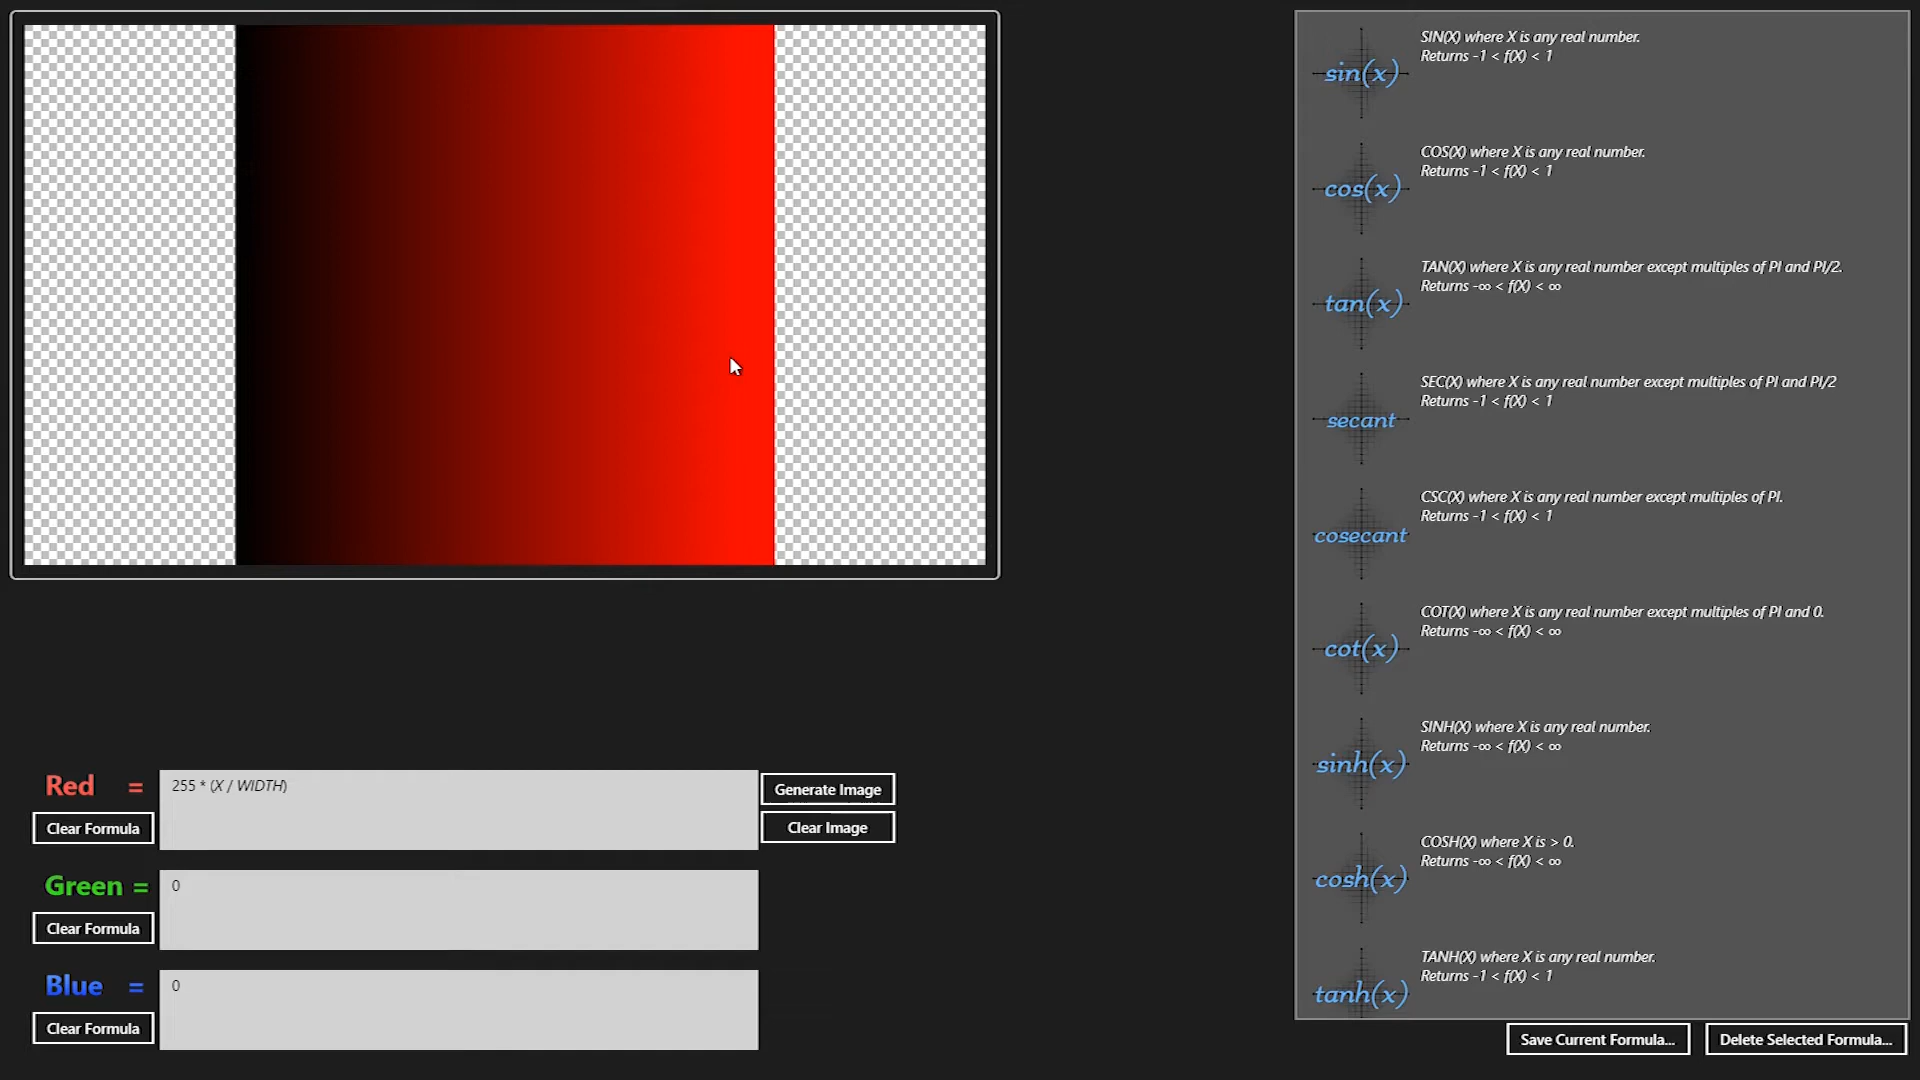 sin(x)
SIN(X) where X is any real number.
Returns -1 < f(X) < 1
cos(x)
COS(X) where X is any real number.
Returns -1 < f(X) < 1
tan(x)
TAN(X) where X is any real number except multiples of PI and PI/2.
Returns -∞ < f(X) < ∞
secant
SEC(X) where X is any real number except multiples of PI and PI/2
Returns -1 < f(X) < 1
cosecant
CSC(X) where X is any real number except multiples of PI.
Returns -1 < f(X) < 1
cot(x)
COT(X) where X is any real number except multiples of PI and 0.
Returns -∞ < f(X) < ∞
sinh(x)
SINH(X) where X is any real number.
Returns -∞ < f(X) < ∞
cosh(x)
COSH(X) where X is > 0.
Returns -∞ < f(X) < ∞
tanh(x)
TANH(X) where X is any real number.
Returns -1 < f(X) < 1
Red =
255 * (X / WIDTH)
Generate Image
Clear Formula
Clear Image
Green =
0
Clear Formula
Blue =
0
Clear Formula
Save Current Formula...
Delete Selected Formula...